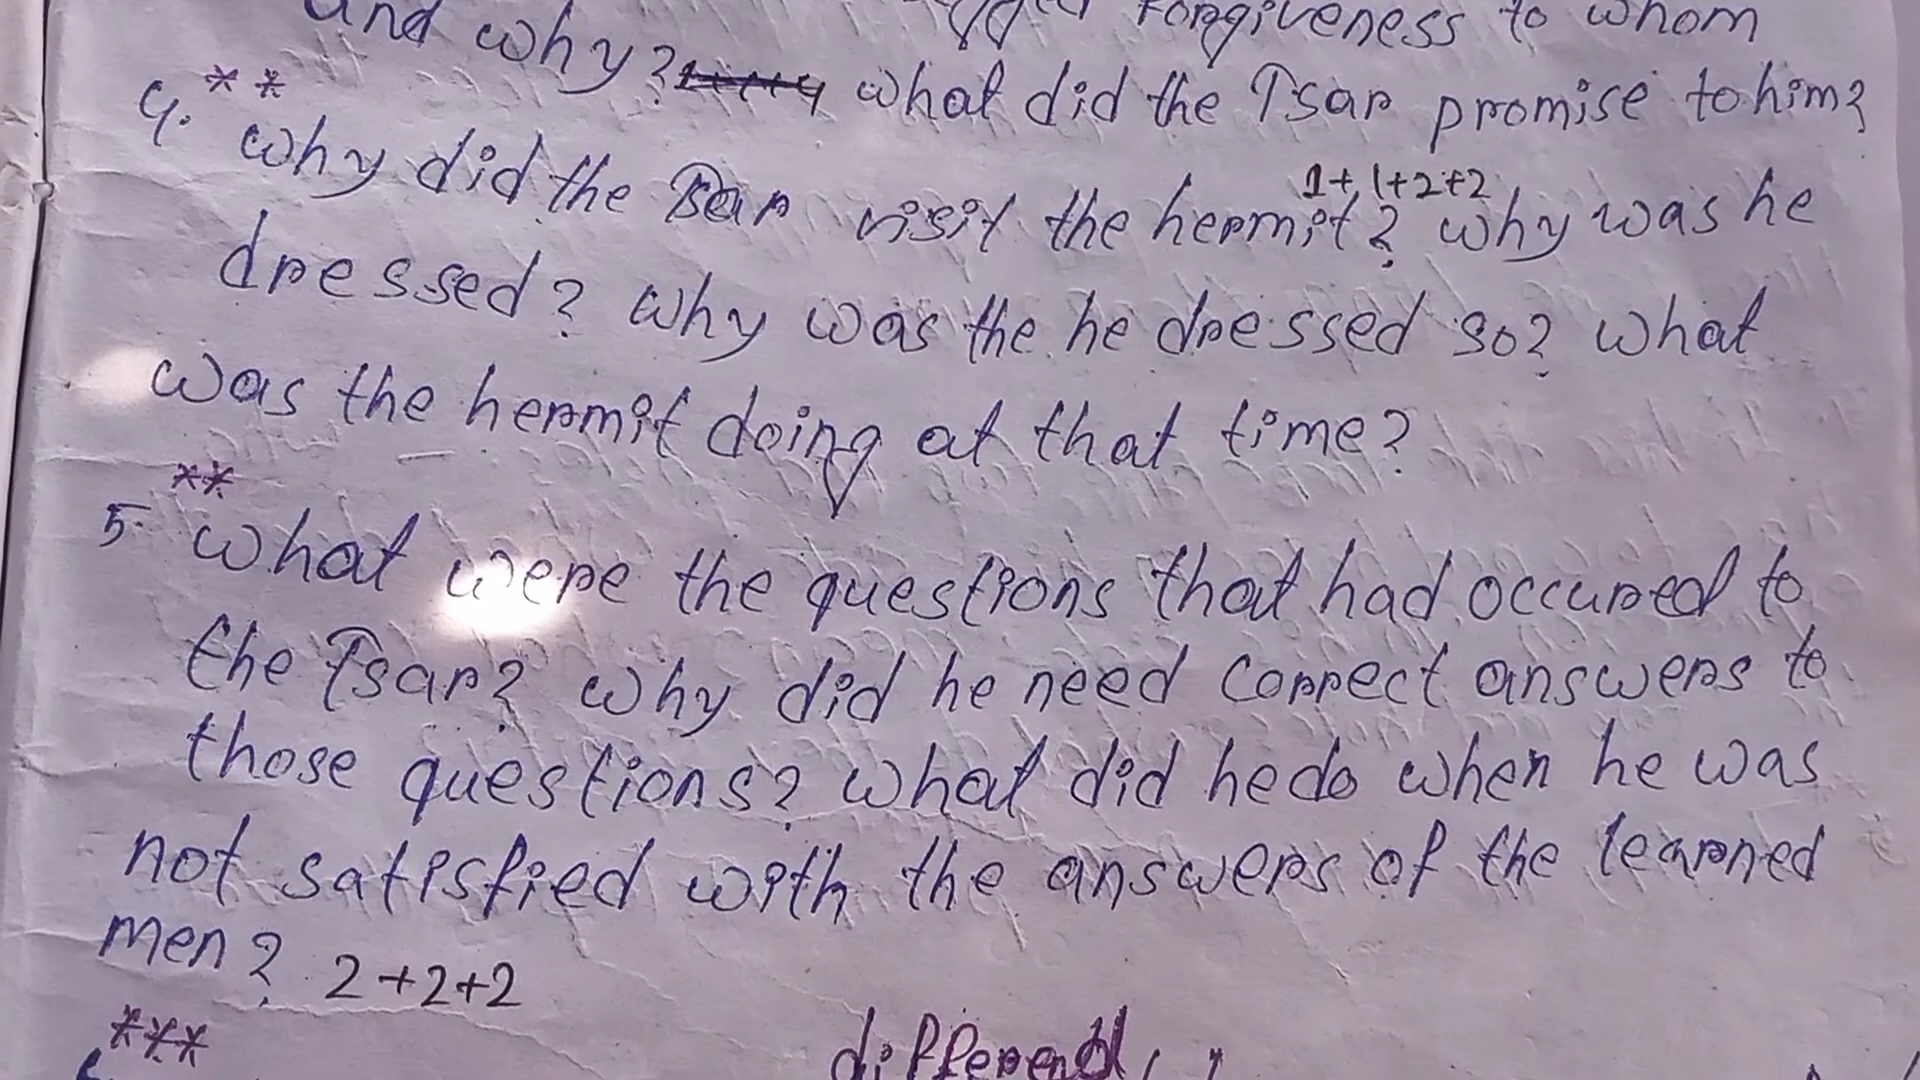 and why? forgiveness to whom
what did the Tsar promise to him?
1+1+2+2
4. ** why did the Tsar visit the hermit? why was he
dressed? why was the he dressed so? what
was the hermit doing at that time?
**
5. what were the questions that had occured to
the Tsar? why did he need correct answers to
those questions? what did he do when he was
not satisfied with the answers of the learned
men? 2+2+2
***
different